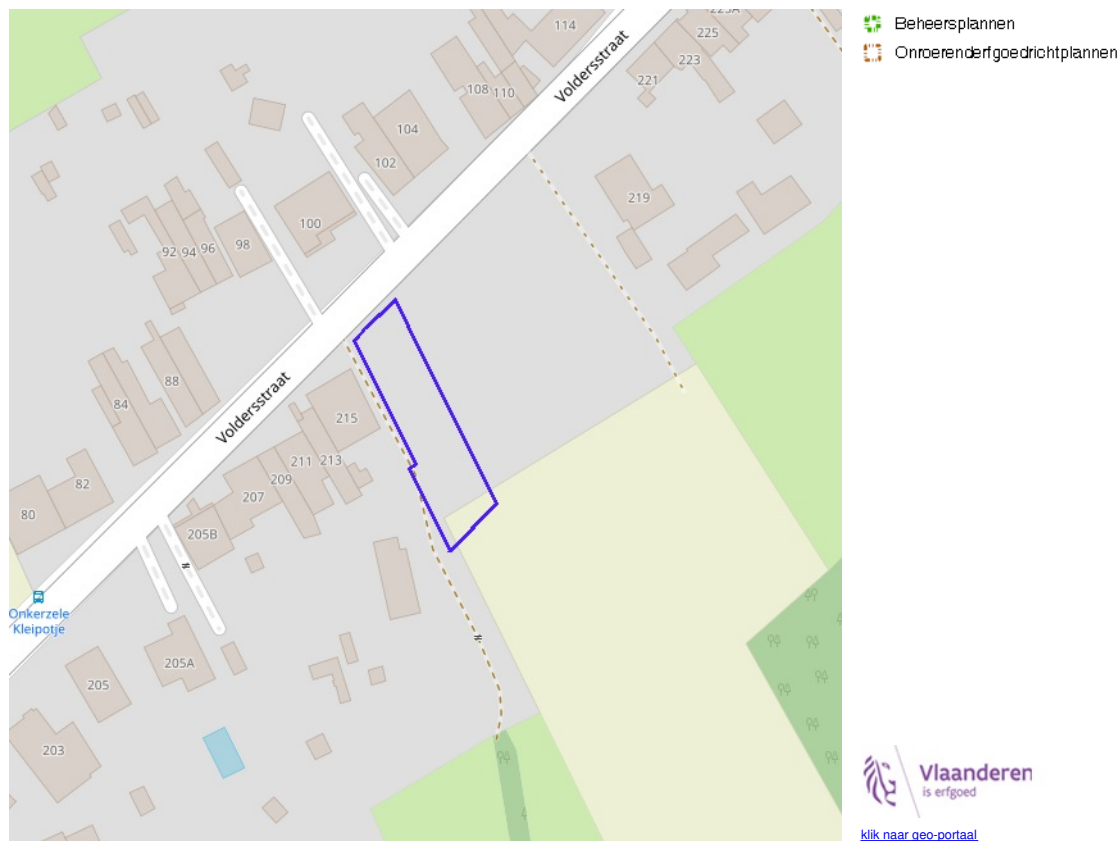 114
223A
225
223
221
Voldersstraat
108
110
104
102
219
100
98
96
94
92
88
84
Voldersstraat
215
213
211
209
207
205B
82
80
Onkerzele
Kleipotje
205A
205
203
Beheersplannen
Onroerenderfgoedrichtplannen
Vlaanderen
is erfgoed
klik naar geo-portaal